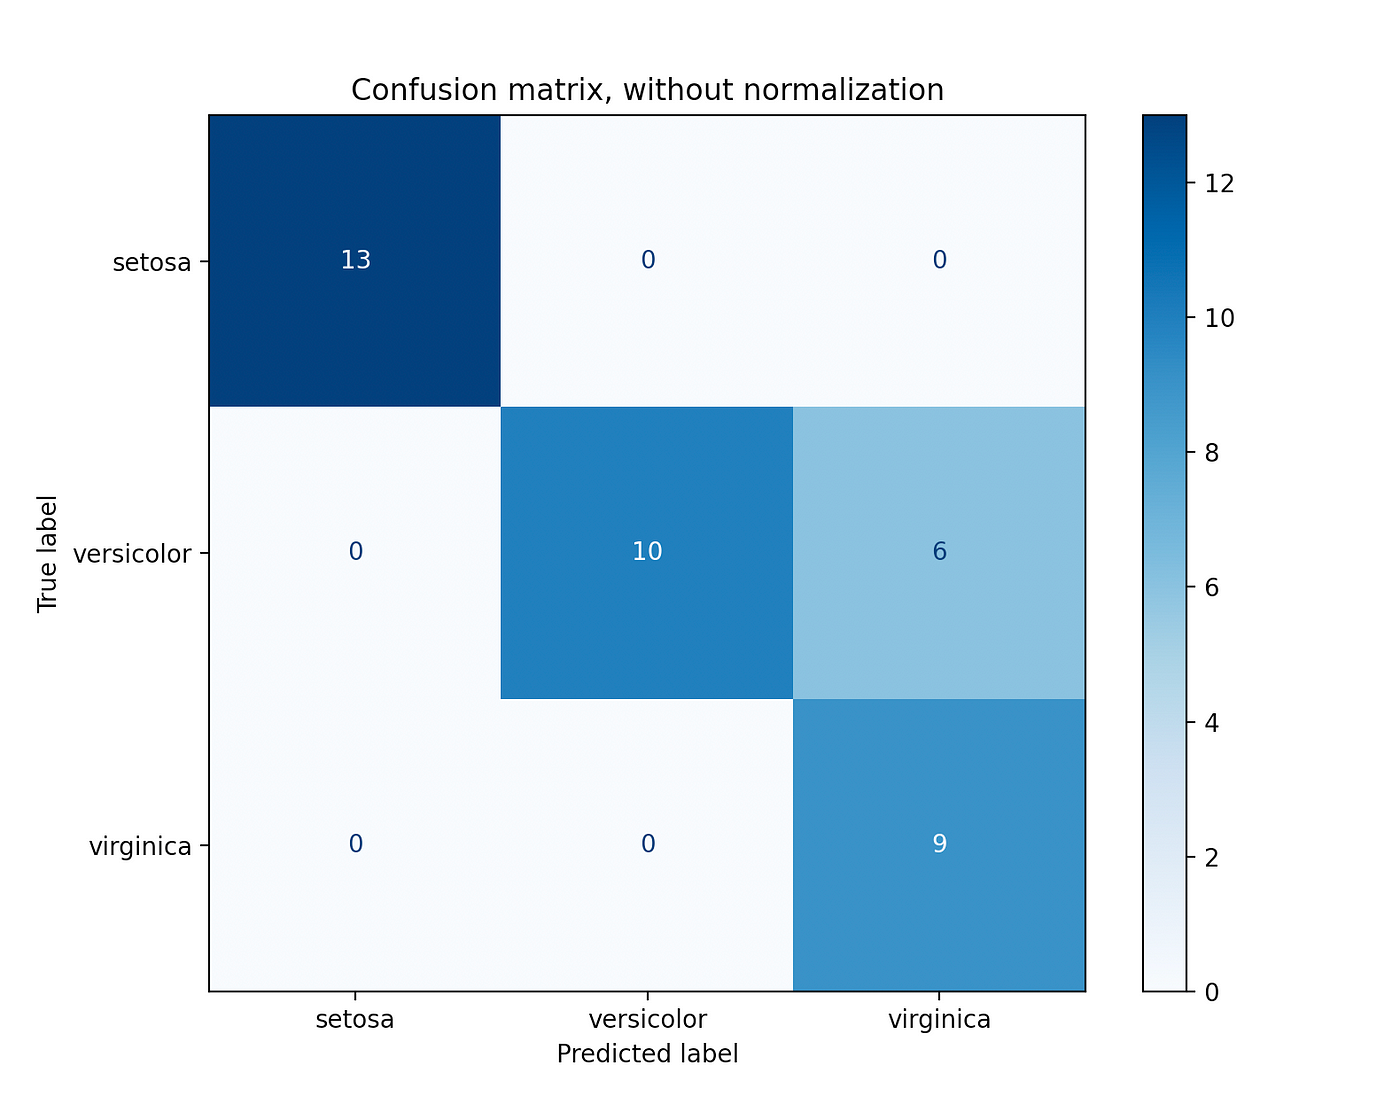 Confusion matrix, without normalization
setosa 13 0 0
versicolor 0 10 6
virginica 0 0 9
setosa versicolor virginica
Predicted label
True label
12
10
8
6
4
2
0